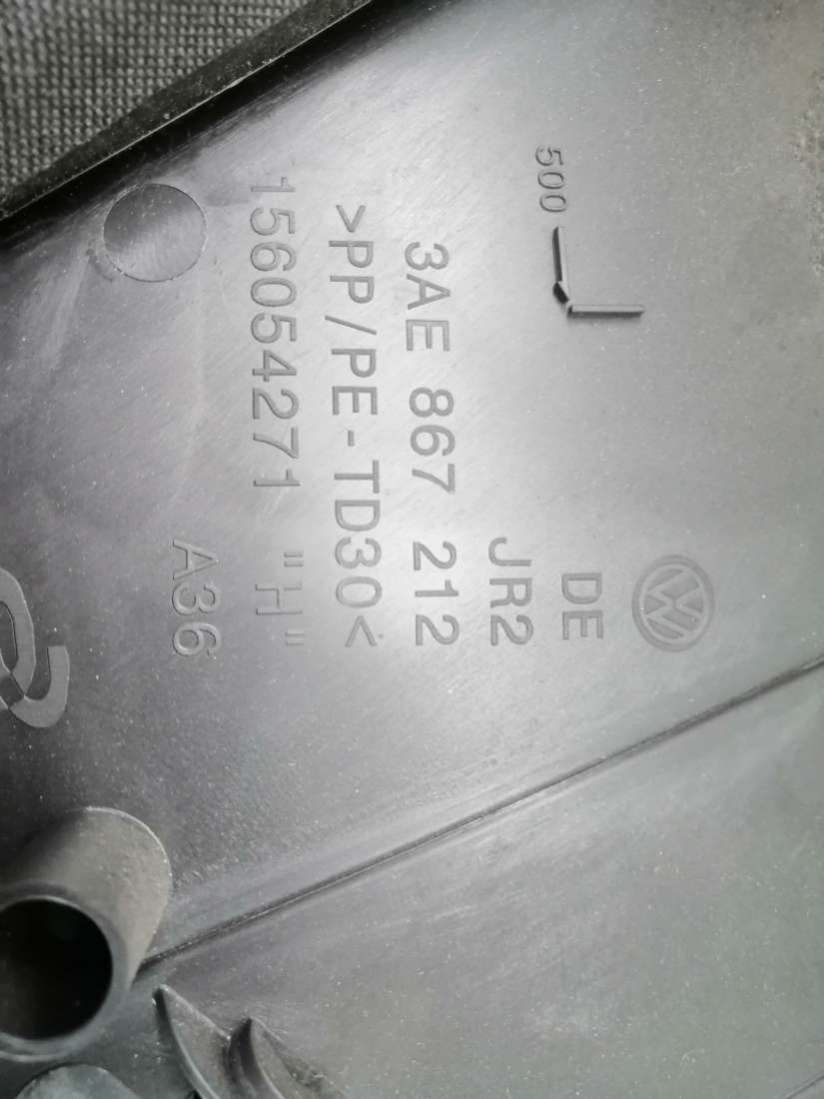 DE
JR2
3AE 867 212
>PP/PE-TD30<
15605427１ "H"
A36
500